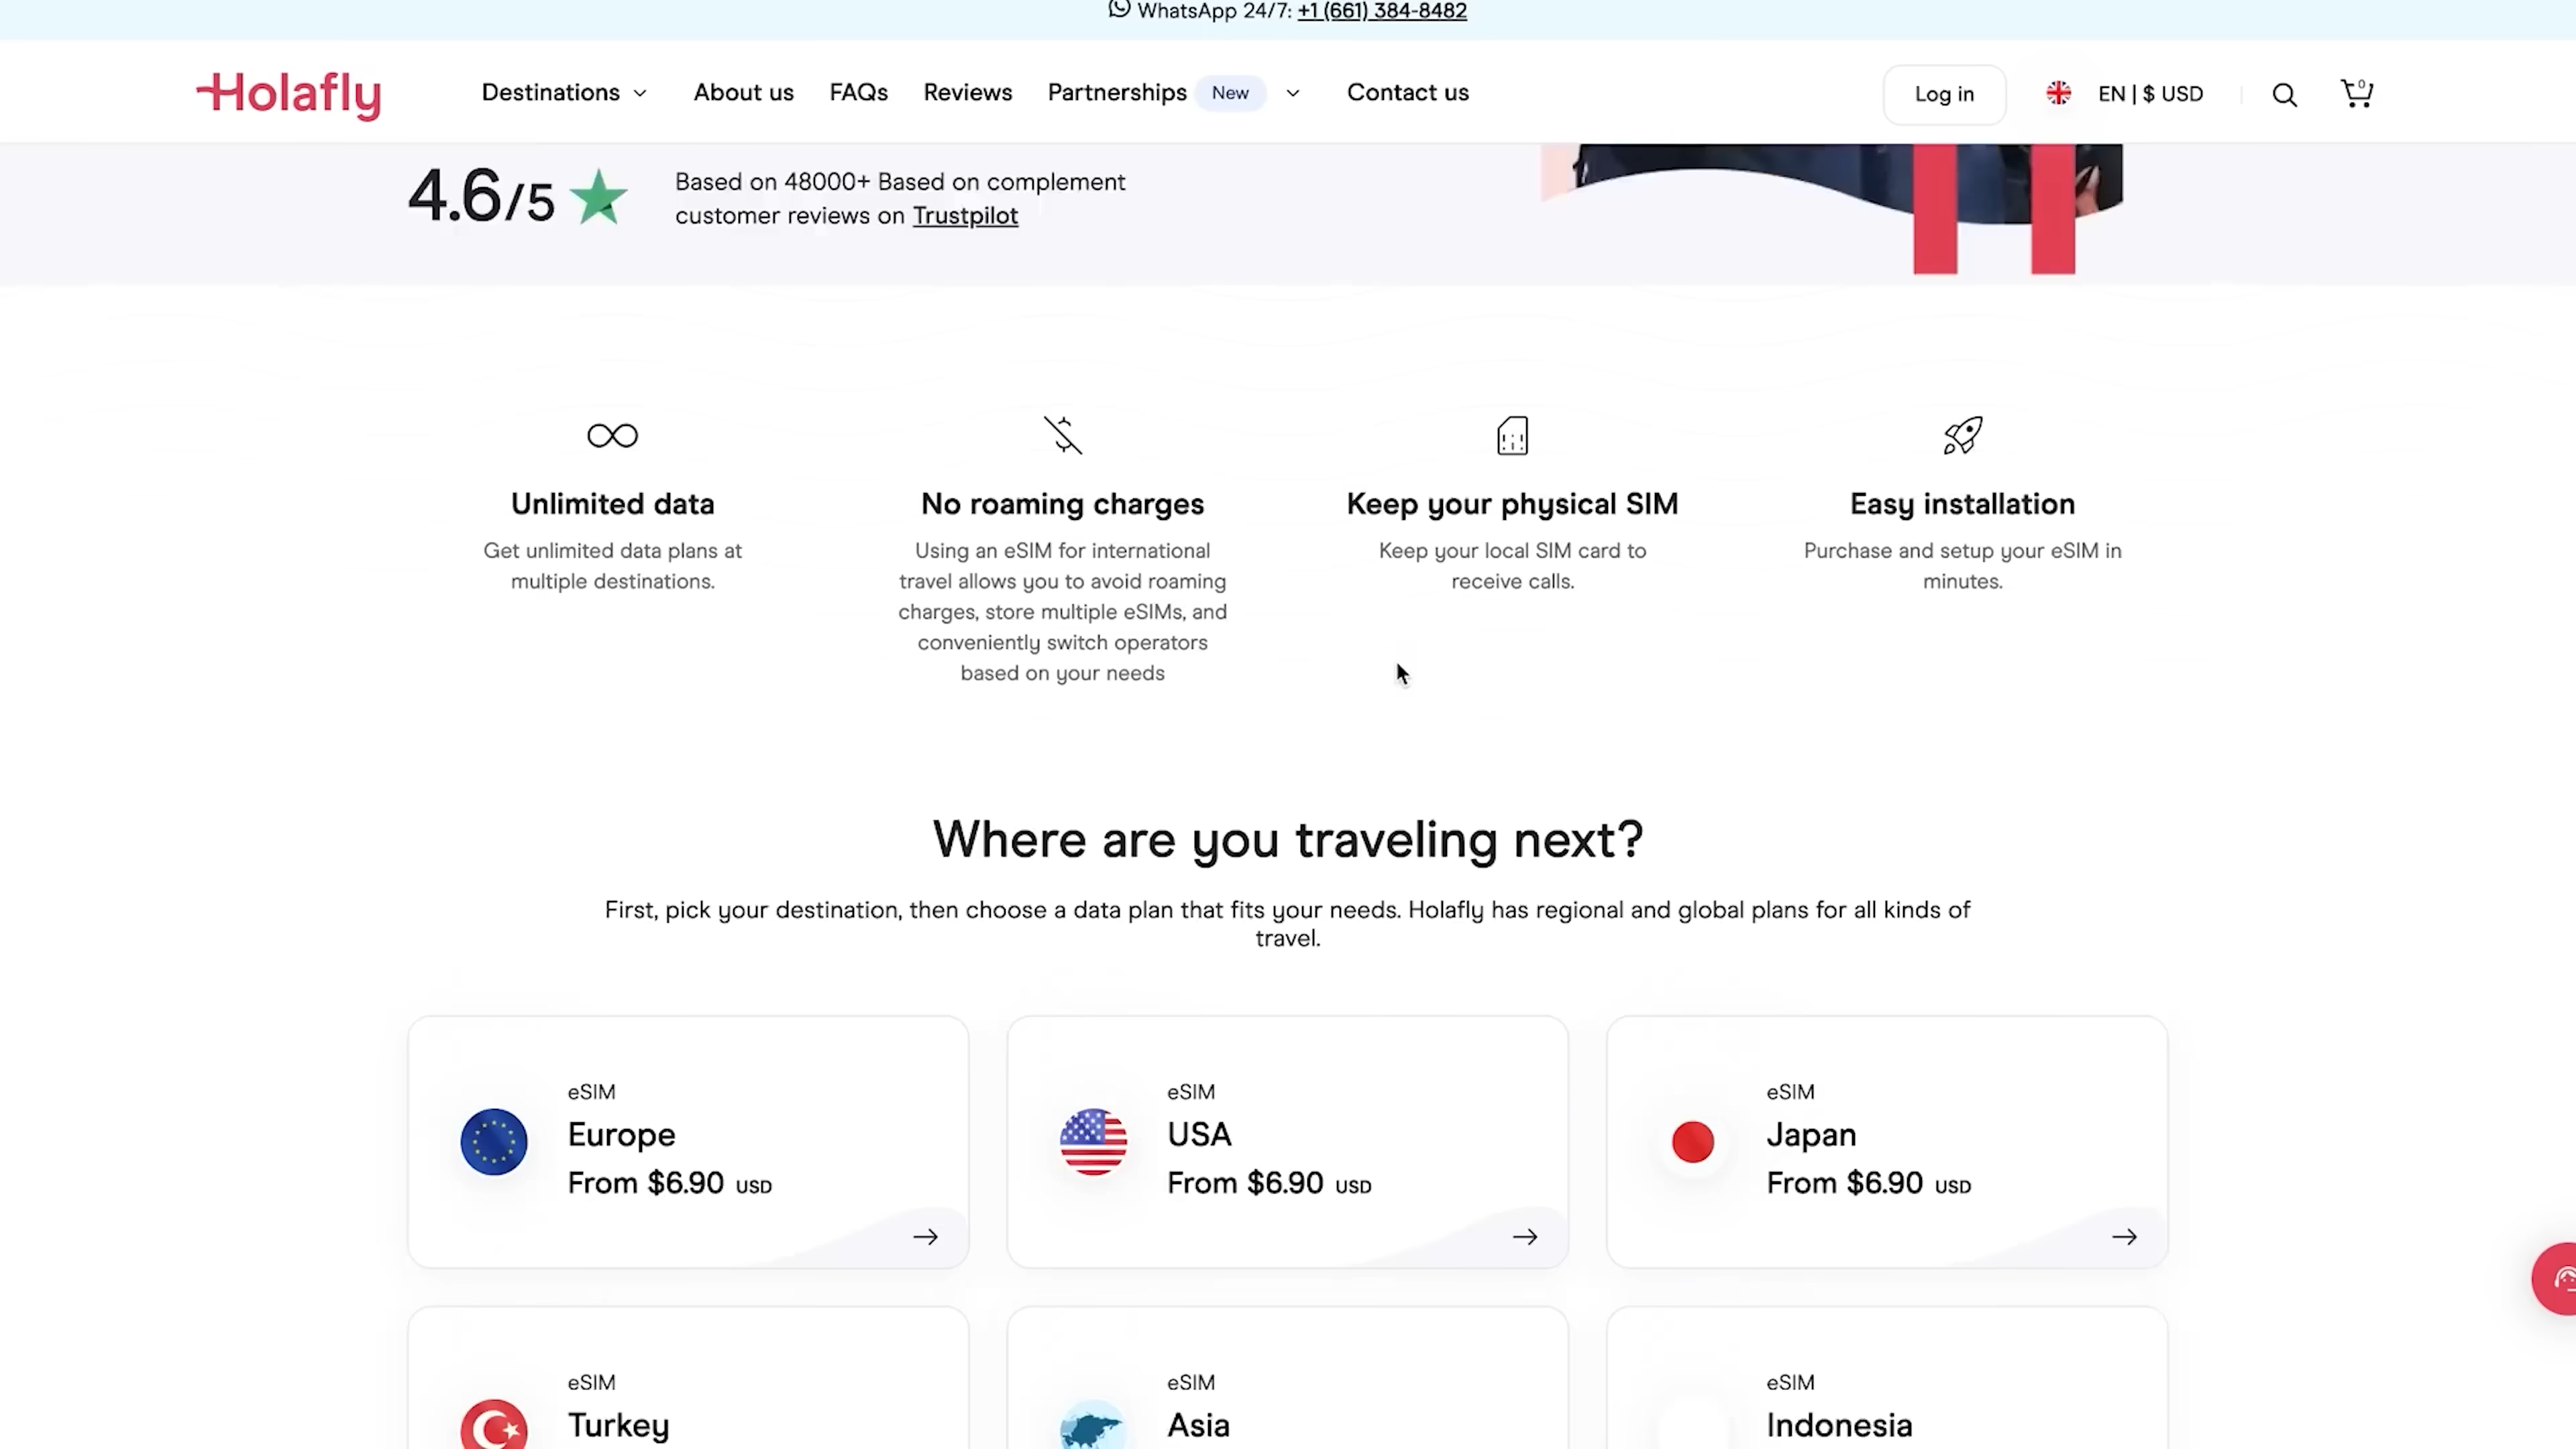 WhatsApp 24/7: +1 (661) 384-8482
Holafly
Destinations
About us
FAQs
Reviews
Partnerships
New
Contact us
Log in
EN | $ USD
0
4.6/5
Based on 48000+ Based on complement
customer reviews on Trustpilot
Unlimited data
Get unlimited data plans at
multiple destinations.
No roaming charges
Using an eSIM for international
travel allows you to avoid roaming
charges, store multiple eSIMs, and
conveniently switch operators
based on your needs
Keep your physical SIM
Keep your local SIM card to
receive calls.
Easy installation
Purchase and setup your eSIM in
minutes.
Where are you traveling next?
First, pick your destination, then choose a data plan that fits your needs. Holafly has regional and global plans for all kinds of
travel.
eSIM
Europe
From $6.90 USD
eSIM
USA
From $6.90 USD
eSIM
Japan
From $6.90 USD
eSIM
Turkey
eSIM
Asia
eSIM
Indonesia